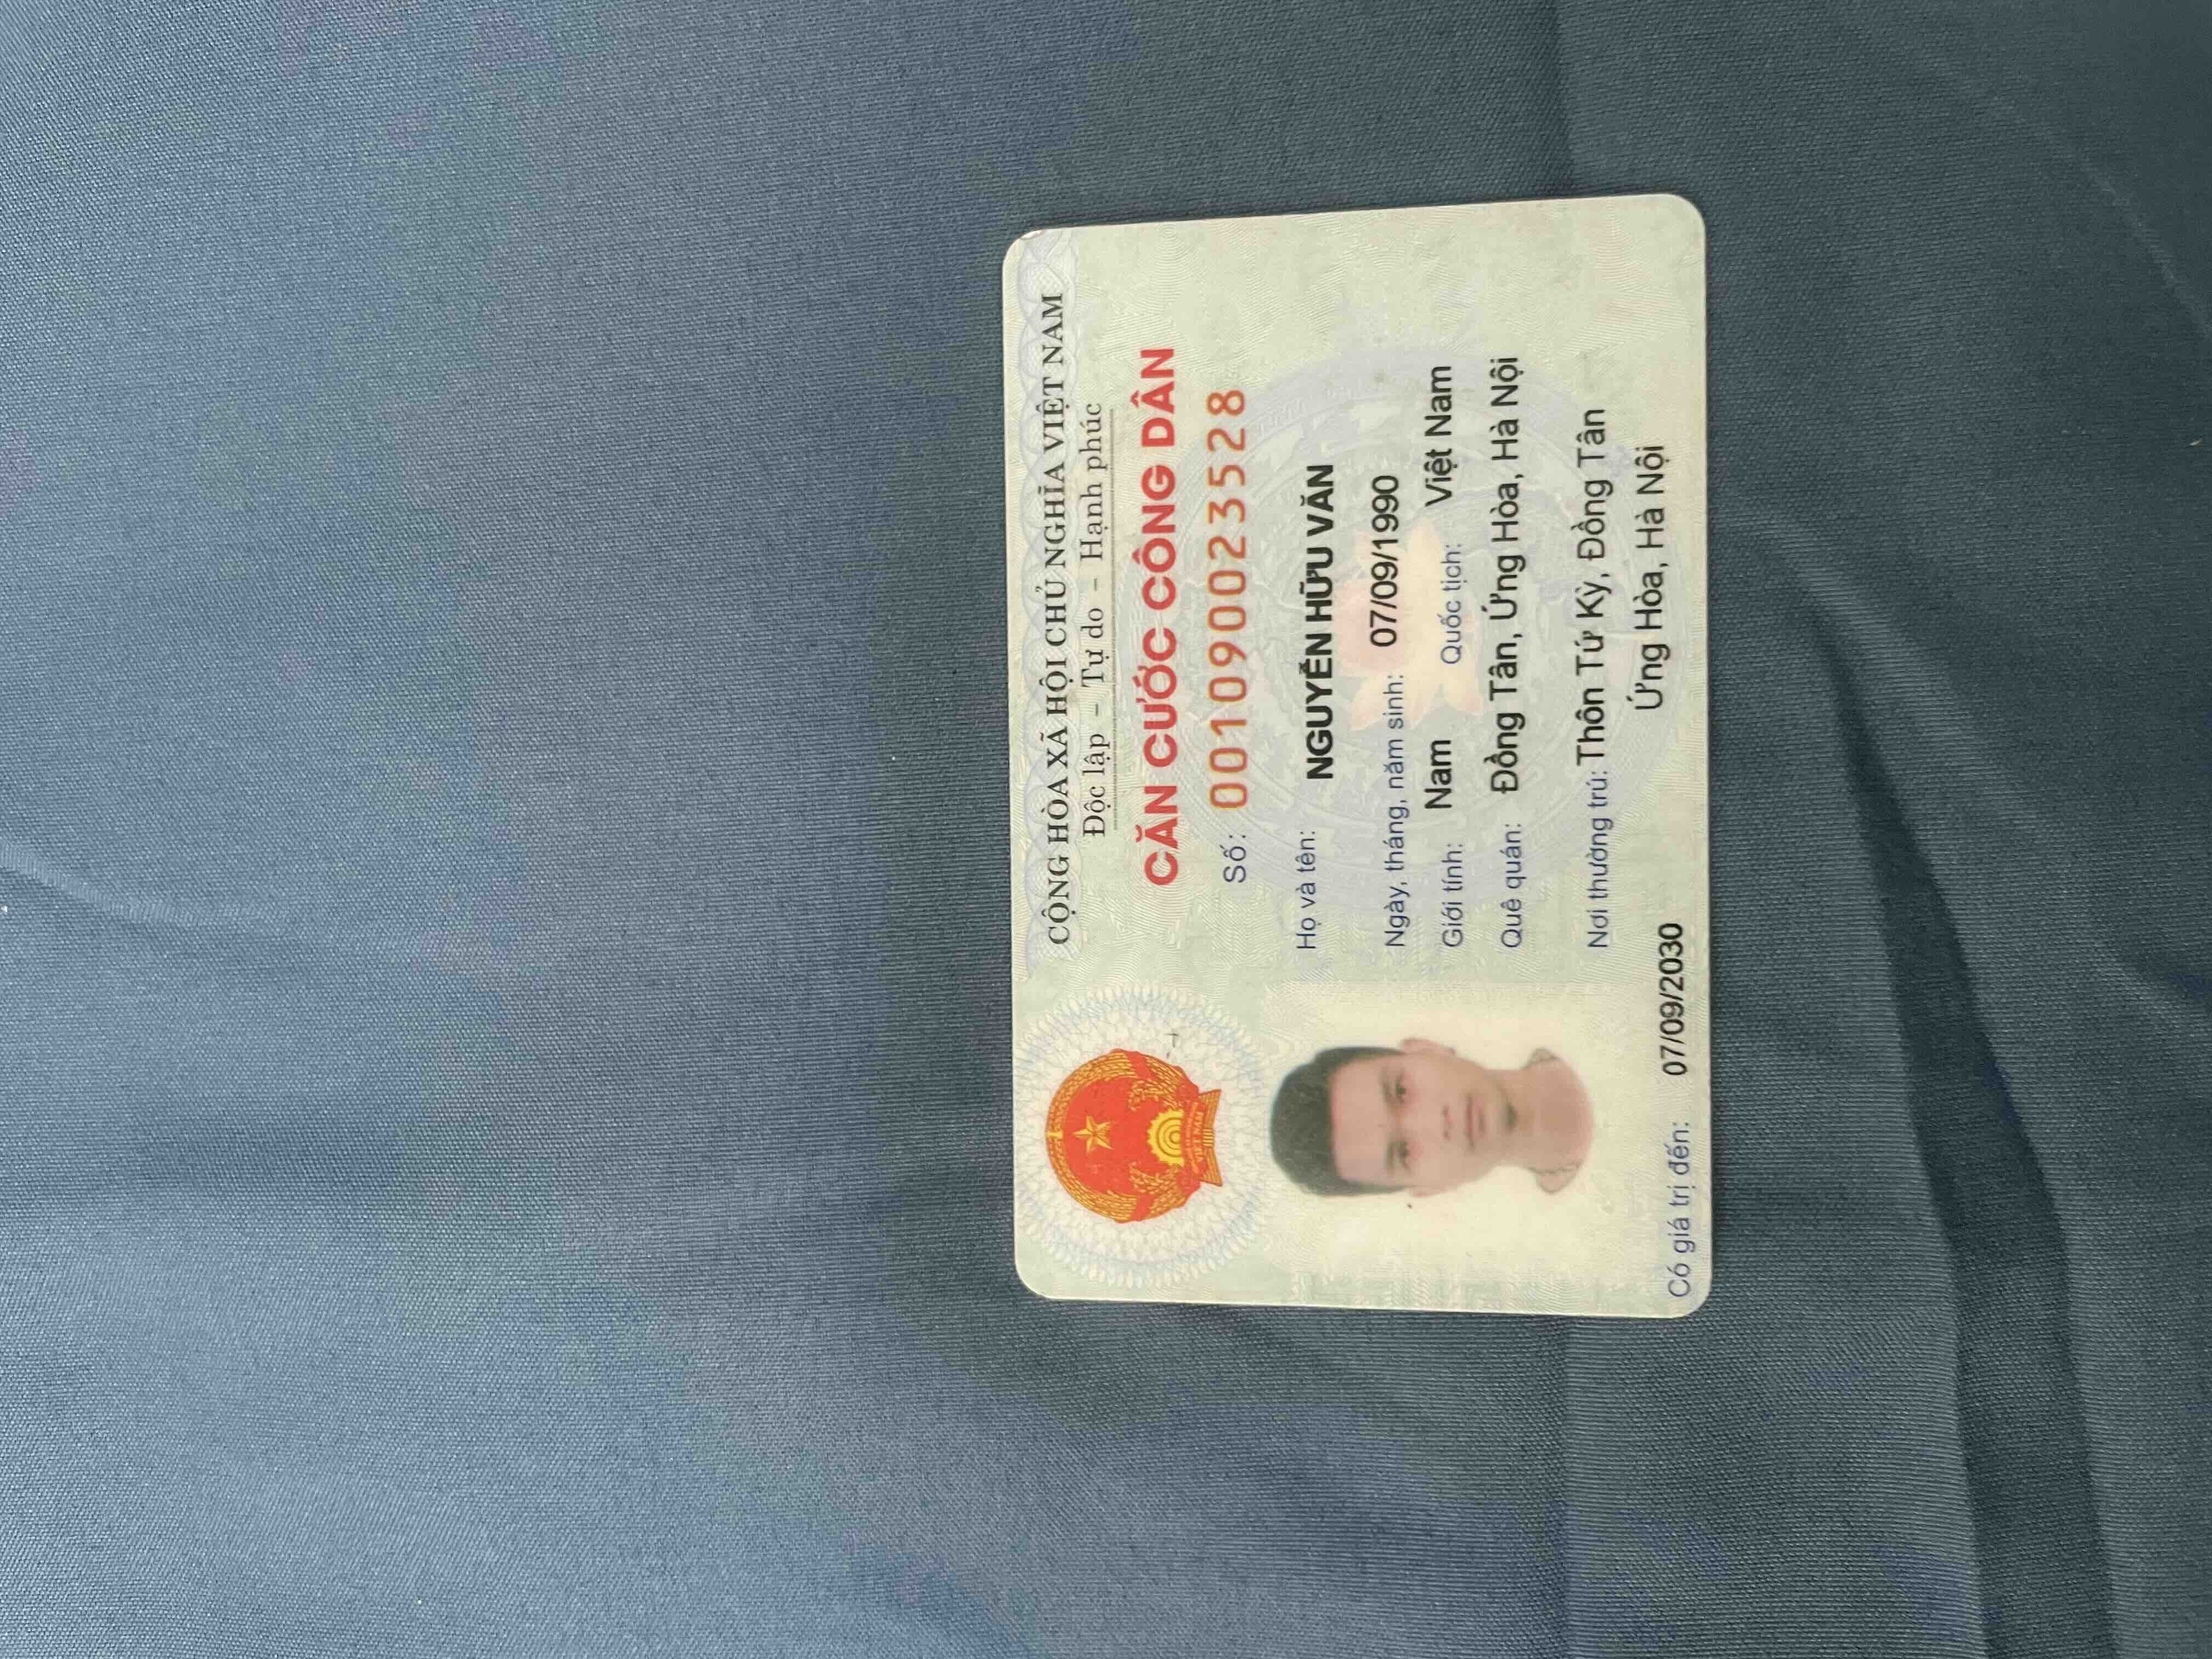 CỘNG HÒA XÃ HỘI CHỦ NGHĨA VIỆT NAM
Độc lập – Tự do – Hạnh phúc
CĂN CƯỚC CÔNG DÂN
Số: 001090023528
Họ và tên: NGUYỄN HỮU VĂN
Ngày, tháng, năm sinh: 07/09/1990
Giới tính: Nam Quốc tịch: Việt Nam
Quê quán: Đồng Tân, Ứng Hòa, Hà Nội
Nơi thường trú: Thôn Tứ Kỳ, Đồng Tân
Ứng Hòa, Hà Nội
Có giá trị đến: 07/09/2030